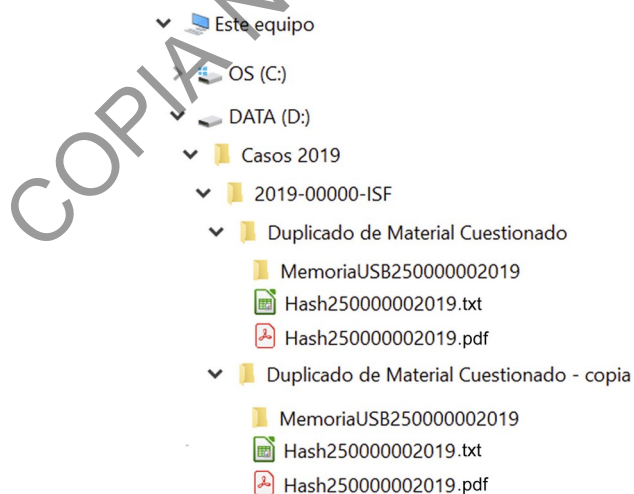 Este equipo
OS (C:)
DATA (D:)
Casos 2019
2019-00000-ISF
Duplicado de Material Cuestionado
MemoriaUSB250000002019
Hash250000002019.txt
Hash250000002019.pdf
Duplicado de Material Cuestionado - copia
MemoriaUSB250000002019
Hash250000002019.txt
Hash250000002019.pdf
COPIA N